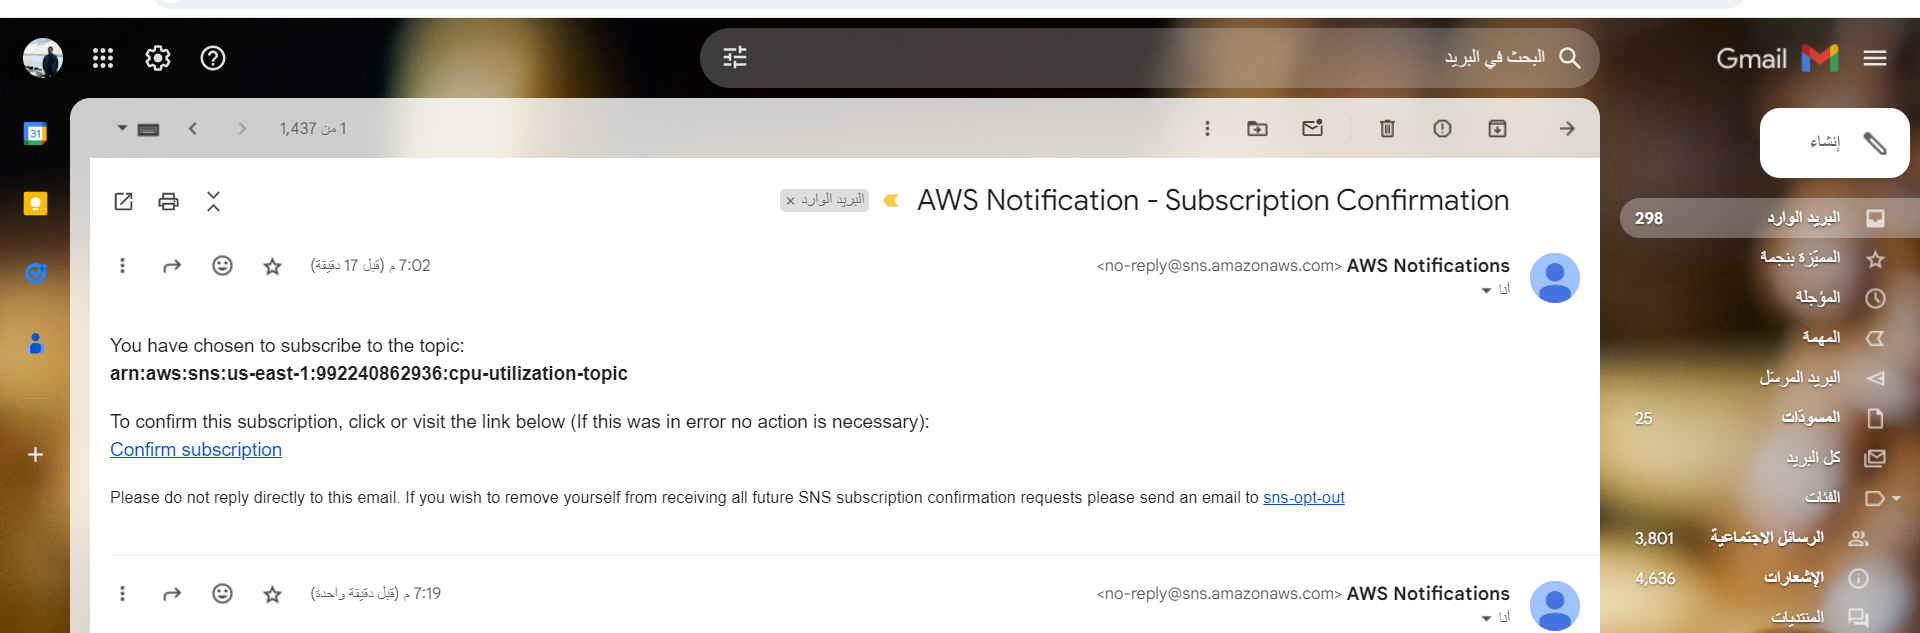 البحث في البريد
Gmail
1 من 1,437
إنشاء
AWS Notification - Subscription Confirmation
البريد الوارد ×
AWS Notifications <no-reply@sns.amazonaws.com>
7:02 م (قبل 17 دقيقة)
أنا
You have chosen to subscribe to the topic:
arn:aws:sns:us-east-1:992240862936:cpu-utilization-topic
To confirm this subscription, click or visit the link below (If this was in error no action is necessary):
Confirm subscription
Please do not reply directly to this email. If you wish to remove yourself from receiving all future SNS subscription confirmation requests please send an email to sns-opt-out
AWS Notifications <no-reply@sns.amazonaws.com>
7:19 م (قبل دقيقة واحدة)
أنا
البريد الوارد 298
المميّزة بنجمة
المؤجلة
المهمة
البريد المرسَل
المسودّات 25
كل البريد
الفئات
الرسائل الاجتماعية 3,801
الإشعارات 4,636
المنتديات
31